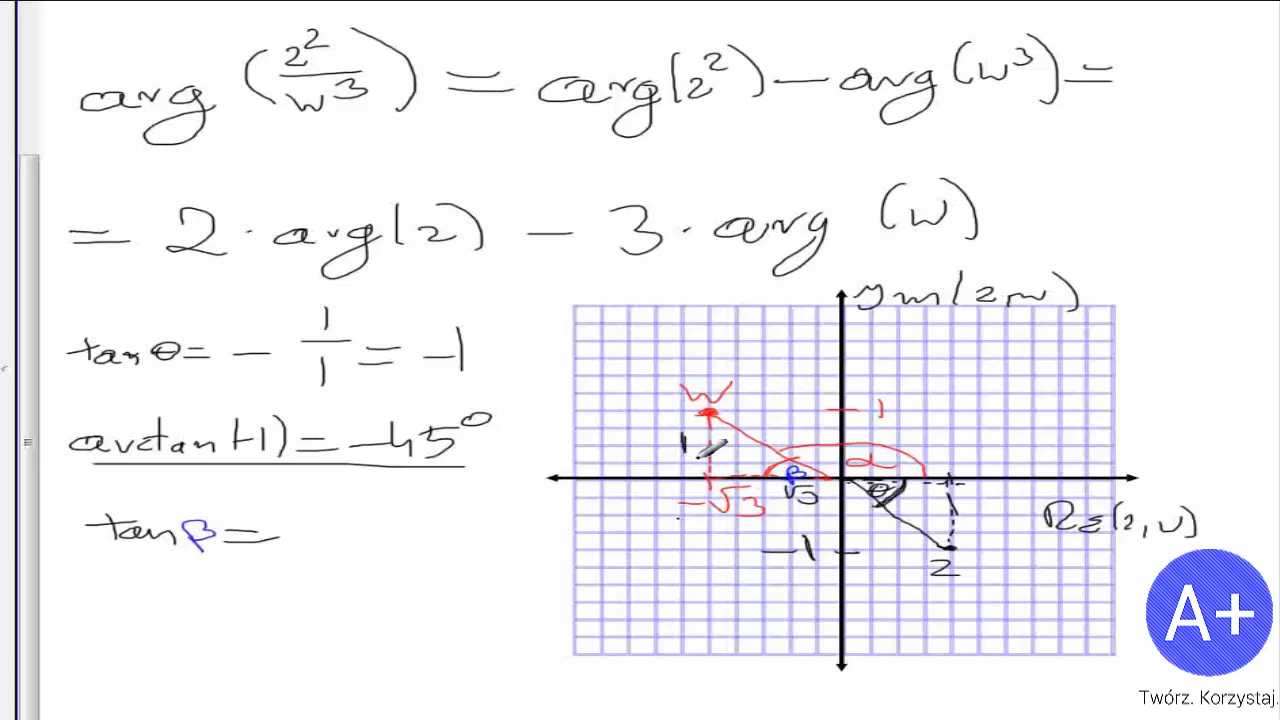 arg (z²/w³) = arg(z²) - arg(w³) =
= 2 · arg(z) - 3 · arg (w)
Im(z,w)
tan θ = - 1/1 = -1
w
1
1
α
arctan(-1) = -45°
β
θ
-√3
√3
Re(z,w)
tan β =
-1
z
A+
Twórz. Korzystaj.